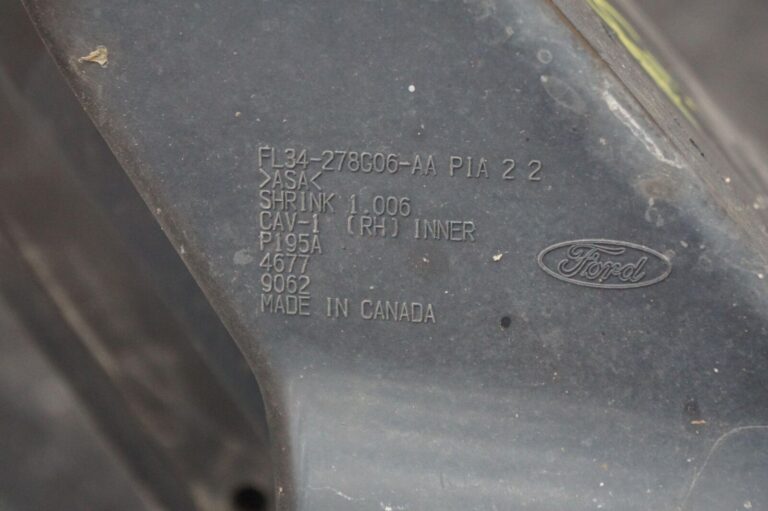 FL34-278G06-AA PIA 2 2
>ASA<
SHRINK 1.006
CAV-1 (RH) INNER
P195A
4677
9062
MADE IN CANADA
Ford